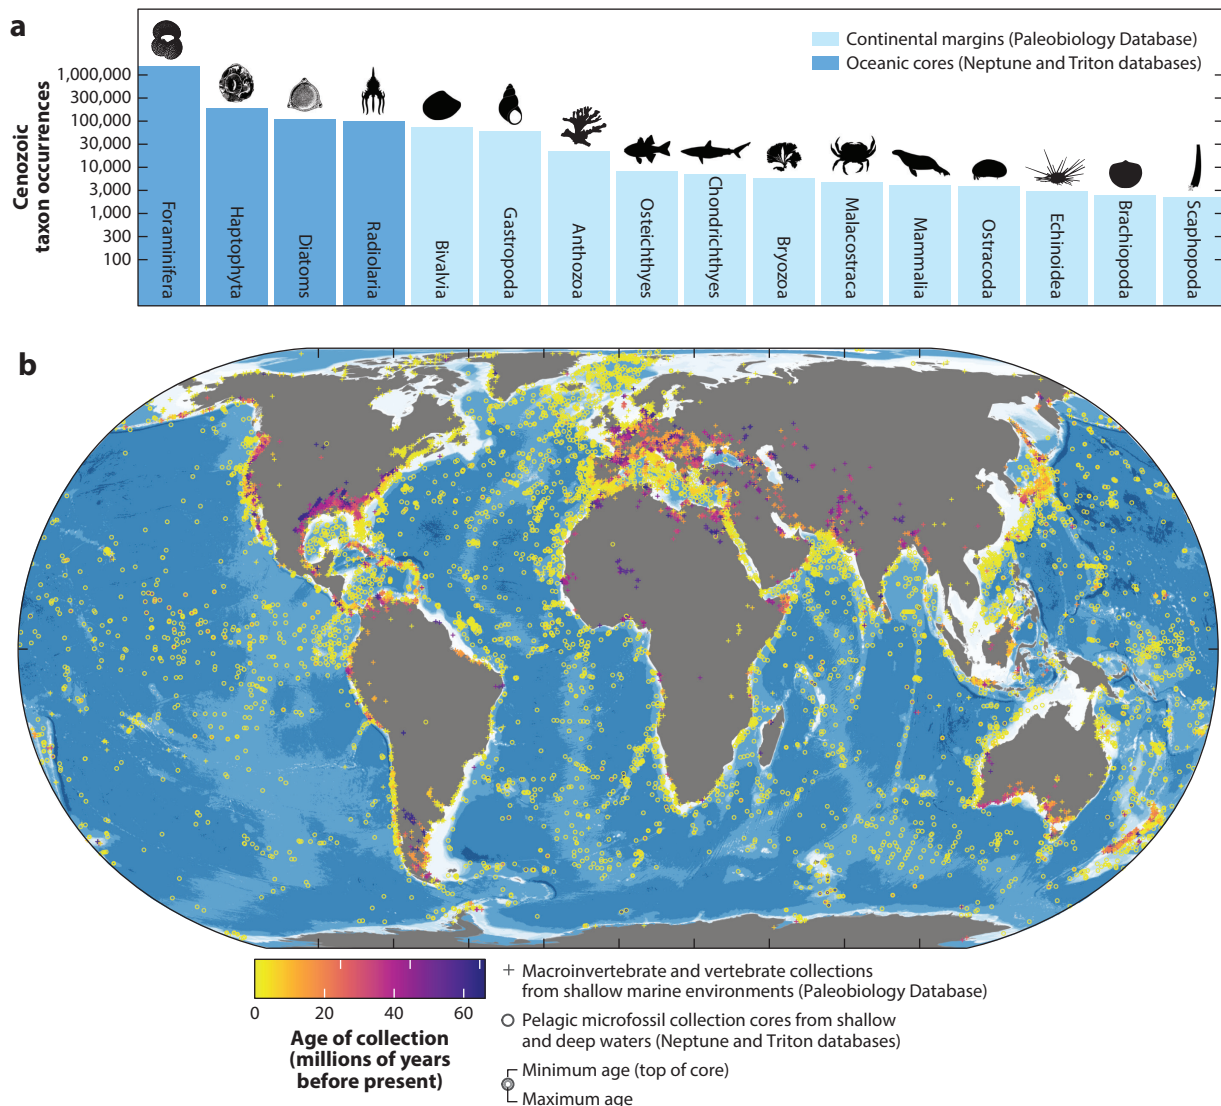 a
Continental margins (Paleobiology Database)
Oceanic cores (Neptune and Triton databases)
Cenozoic
taxon occurrences
1,000,000
300,000
100,000
30,000
10,000
3,000
1,000
300
100
Foraminifera
Haptophyta
Diatoms
Radiolaria
Bivalvia
Gastropoda
Anthozoa
Osteichthyes
Chondrichthyes
Bryozoa
Malacostraca
Mammalia
Ostracoda
Echinoidea
Brachiopoda
Scaphopoda
b
0 20 40 60
Age of collection
(millions of years
before present)
Macroinvertebrate and vertebrate collections
from shallow marine environments (Paleobiology Database)
Pelagic microfossil collection cores from shallow
and deep waters (Neptune and Triton databases)
Minimum age (top of core)
Maximum age